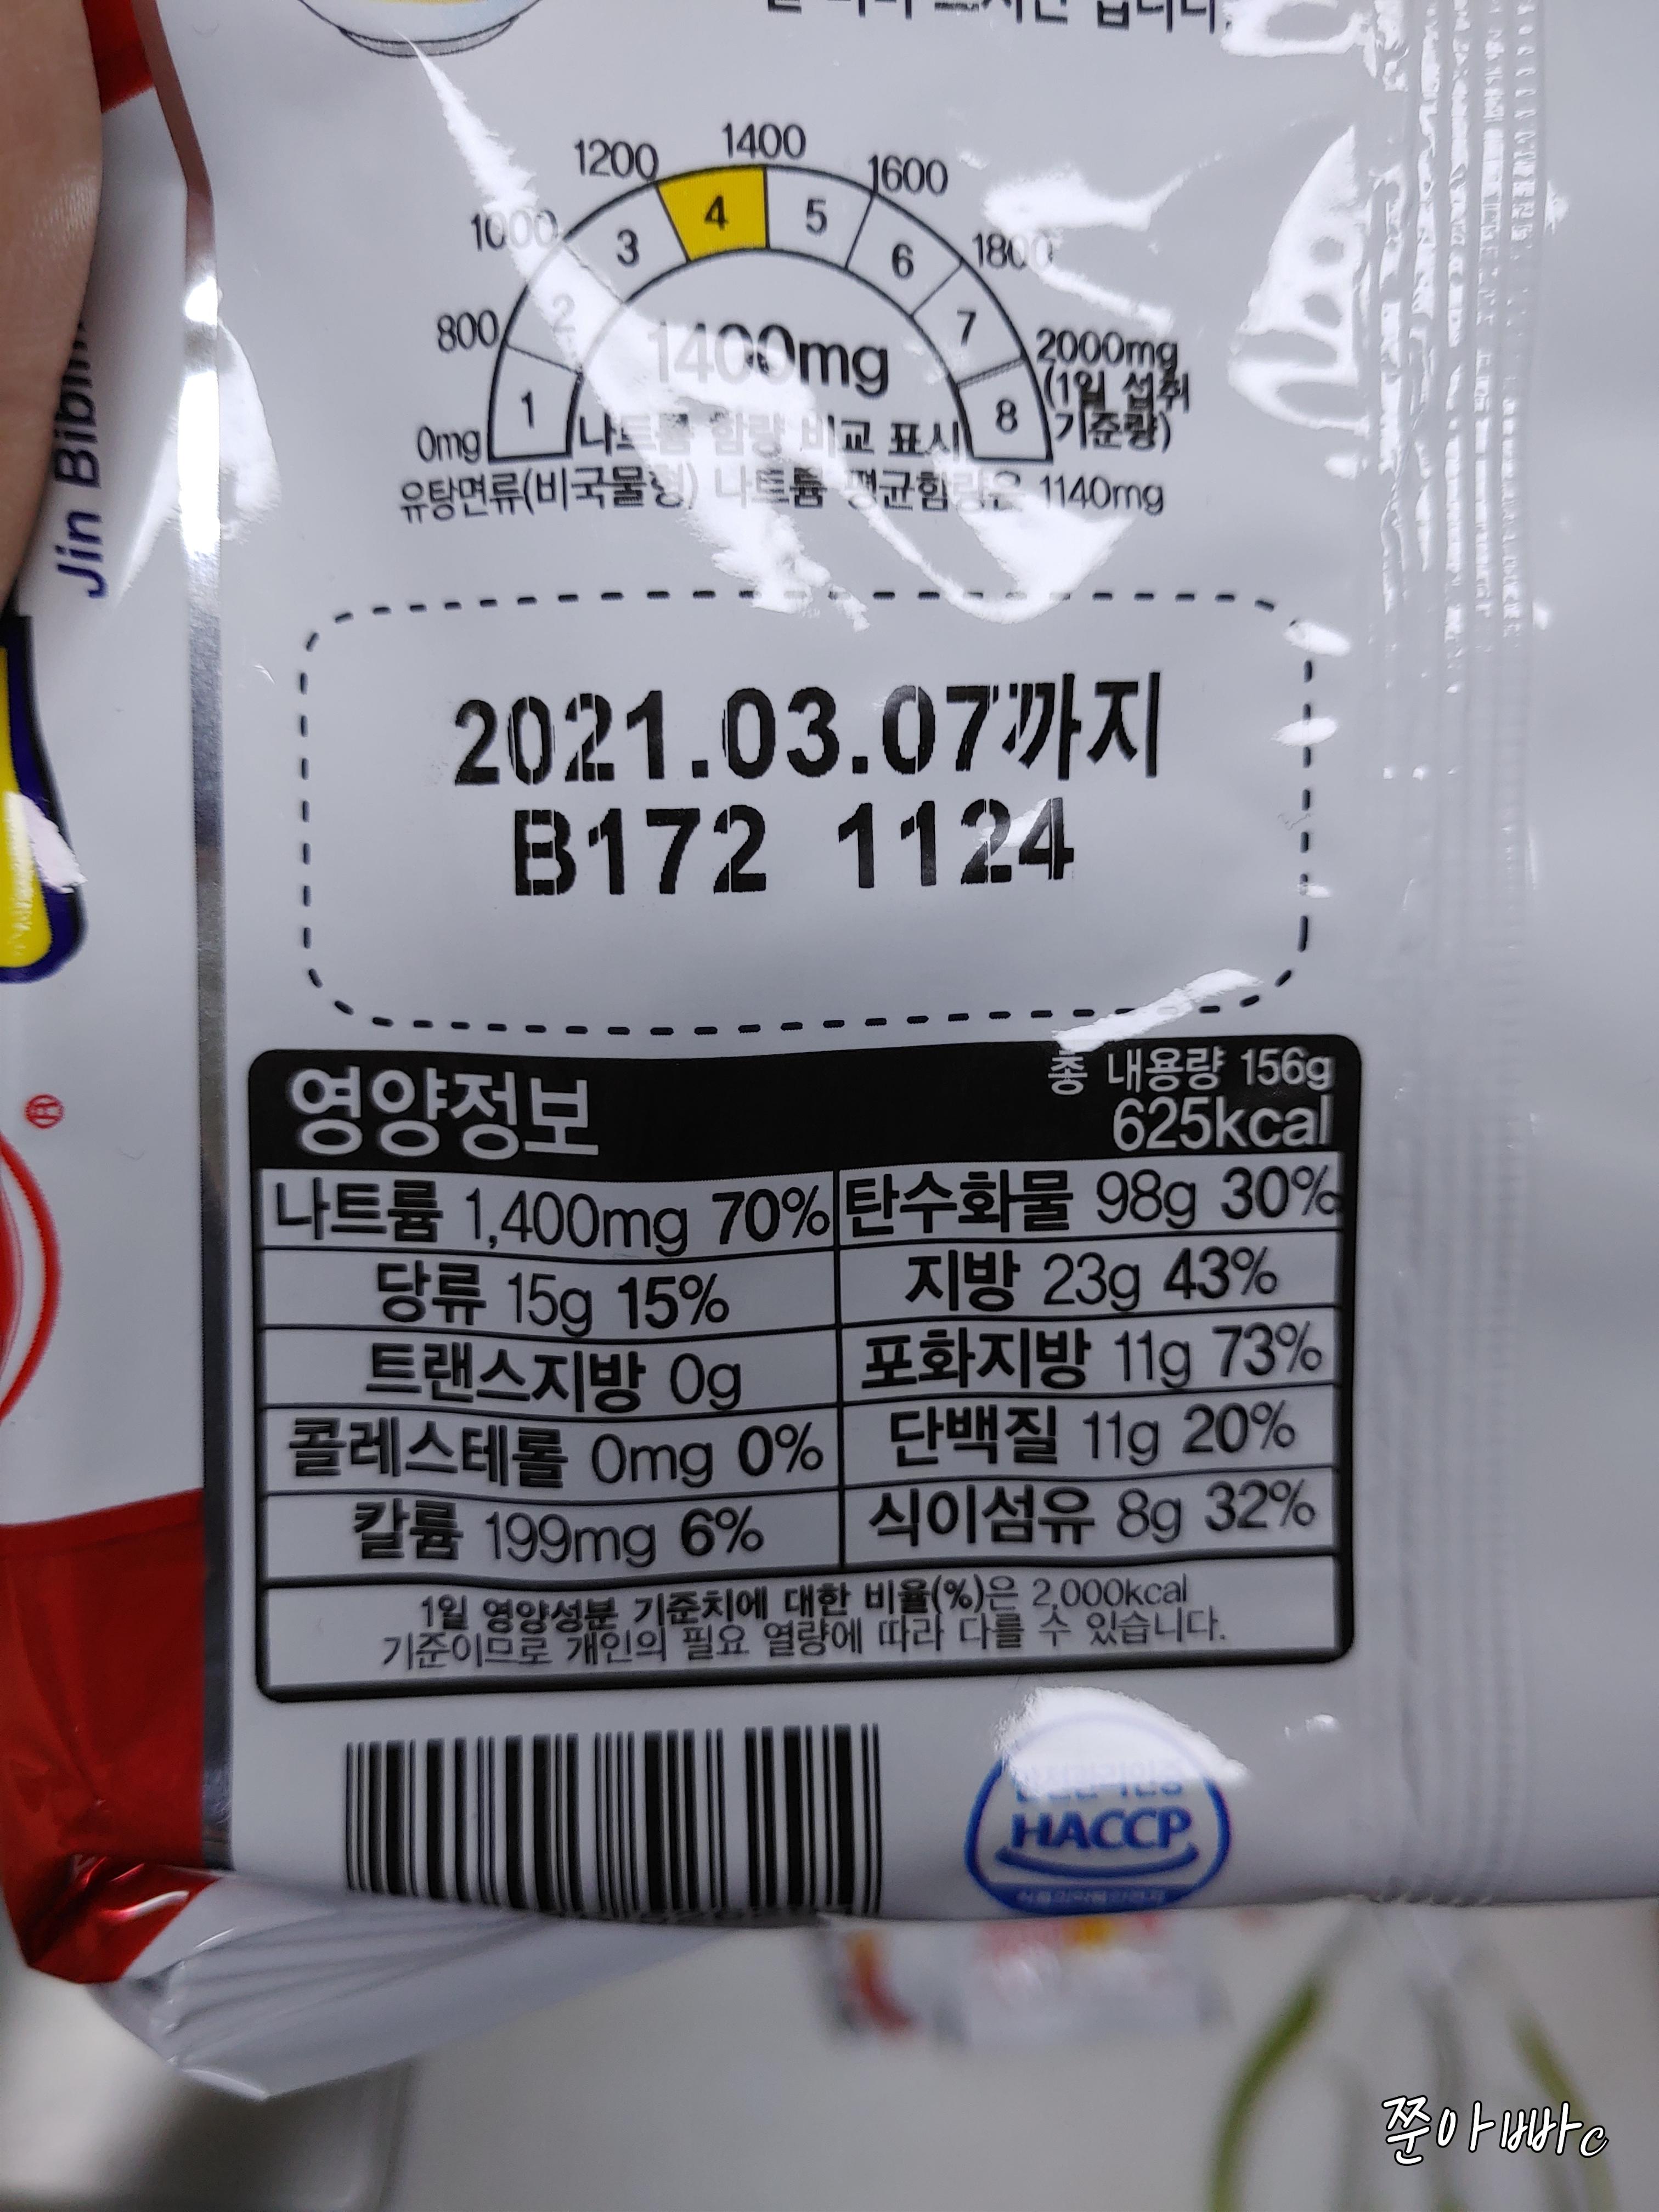 1400
1200
1600
1000
4
3
5
6
1800
800
2
7
1400mg
2000mg
(1일 섭취
기준량)
0mg
1
8
나트륨 함량 비교 표시
유탕면류(비국물형) 나트륨 평균함량은 1140mg
Jin
2021.03.07까지
B172 1124
영양정보
총 내용량 156g
625kcal
나트륨 1,400mg 70% 탄수화물 98g 30%
당류 15g 15% 지방 23g 43%
트랜스지방 0g 포화지방 11g 73%
콜레스테롤 0mg 0% 단백질 11g 20%
칼륨 199mg 6% 식이섬유 8g 32%
1일 영양성분 기준치에 대한 비율(%)은 2,000kcal
기준이므로 개인의 필요 열량에 따라 다를 수 있습니다.
안전관리인증
HACCP
쭌아빠c